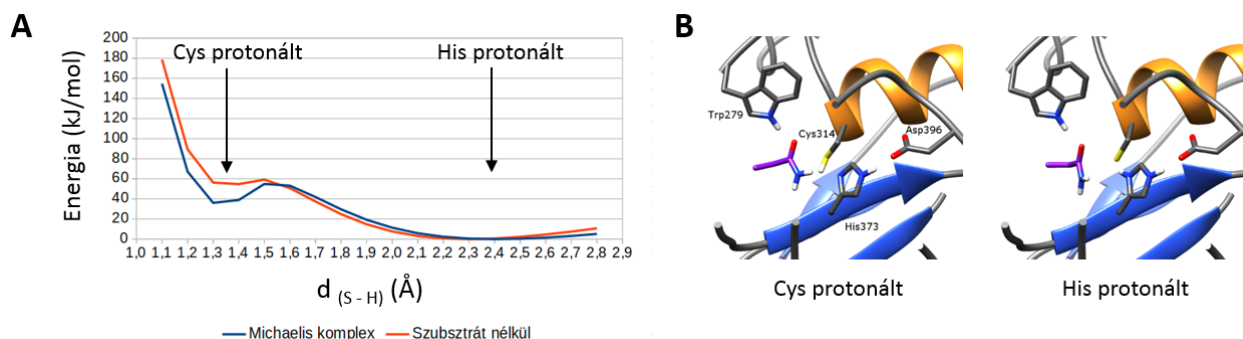 A
Energia (kJ/mol)
200
180
160
140
120
100
80
60
40
20
0
Cys protonált
His protonált
1,0 1,1 1,2 1,3 1,4 1,5 1,6 1,7 1,8 1,9 2,0 2,1 2,2 2,3 2,4 2,5 2,6 2,7 2,8 2,9
d (S - H) (Å)
Michaelis komplex Szubsztrát nélkül
B
Trp279
Cys314
Asp396
His373
Cys protonált
His protonált